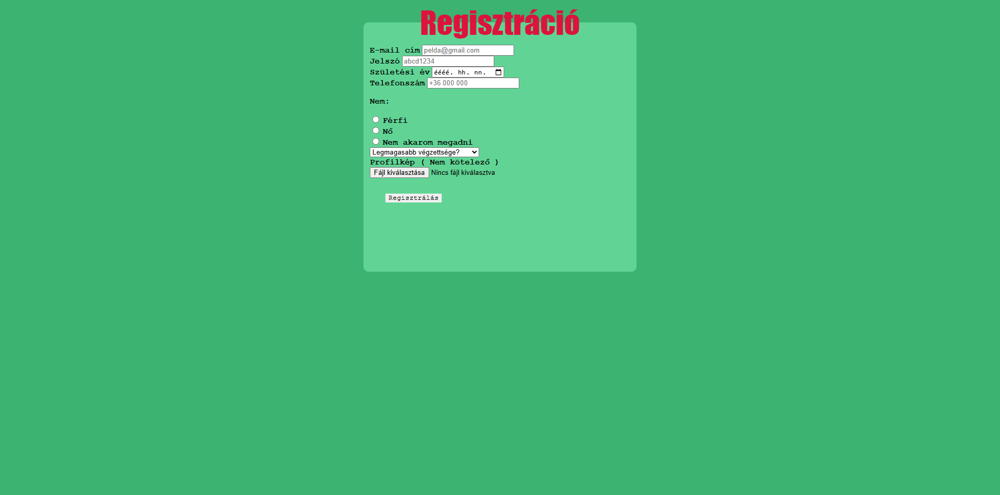 Regisztráció
E-mail cím pelda@gmail.com
Jelszó abcd1234
Születési év éééé. hh. nn.
Telefonszám +36 000 000
Nem:
Férfi
Nő
Nem akarom megadni
Legmagasabb végzettsége?
Profilkép ( Nem kötelező )
Fájl kiválasztása Nincs fájl kiválasztva
Regisztrálás